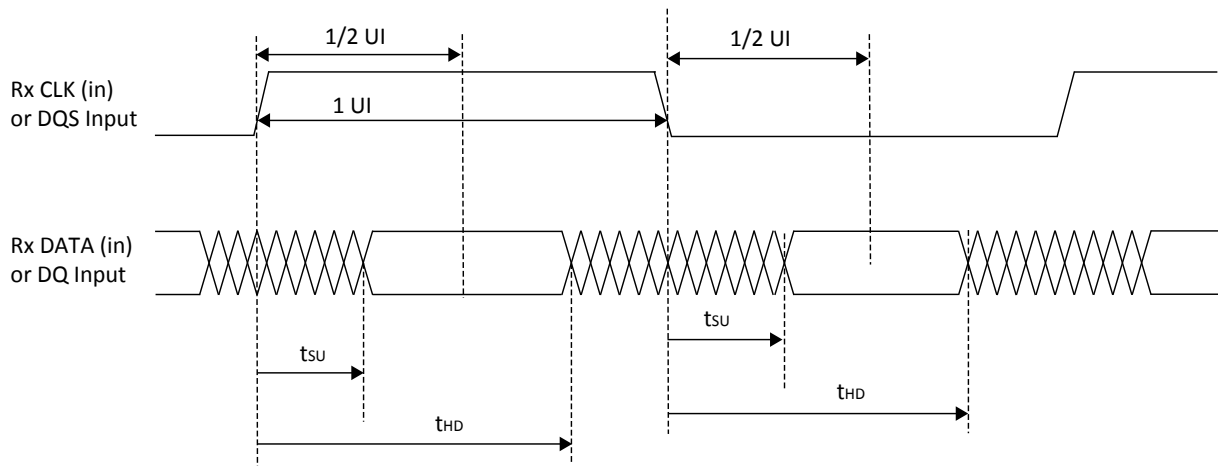 1/2 UI
1/2 UI
Rx CLK (in)
or DQS Input
1 UI
Rx DATA (in)
or DQ Input
tSU
tSU
tHD
tHD